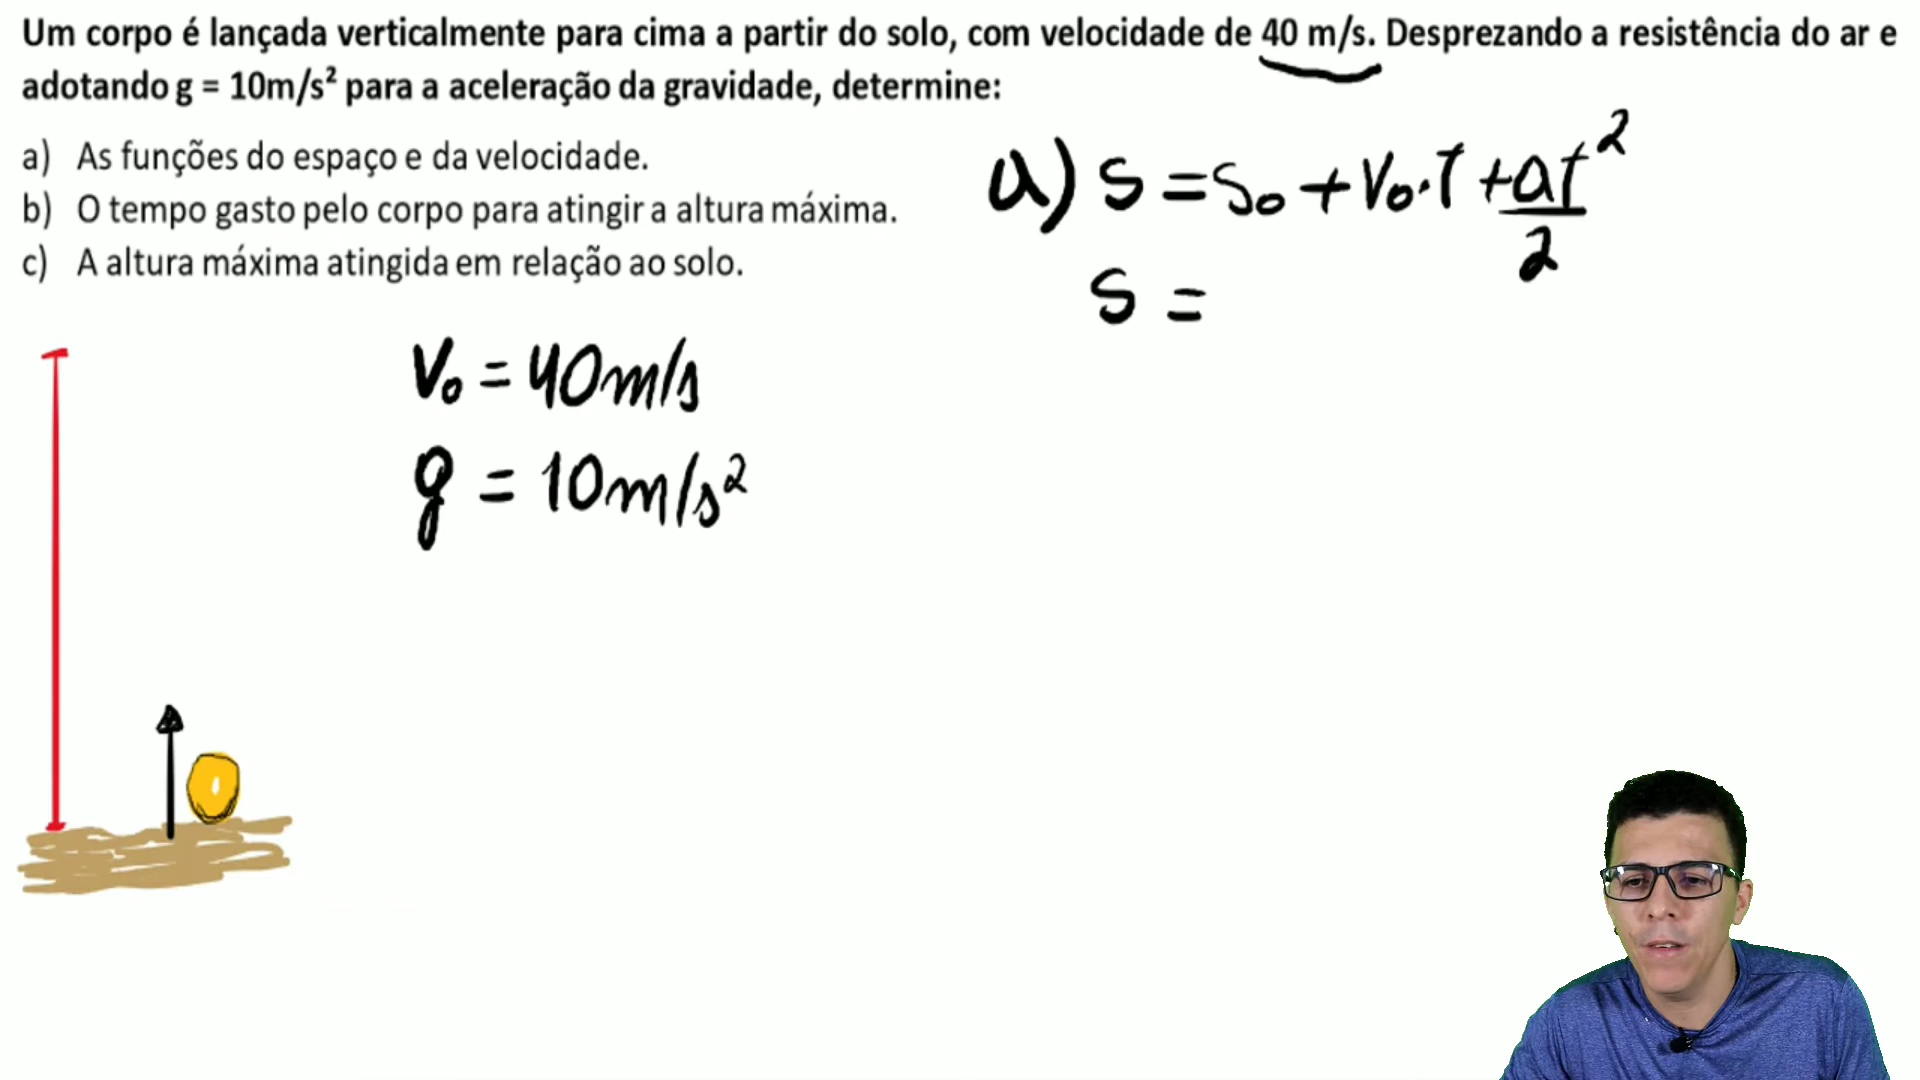 Um corpo é lançada verticalmente para cima a partir do solo, com velocidade de 40 m/s. Desprezando a resistência do ar e
adotando g = 10m/s² para a aceleração da gravidade, determine:
a) As funções do espaço e da velocidade.
b) O tempo gasto pelo corpo para atingir a altura máxima.
c) A altura máxima atingida em relação ao solo.
a) S = S₀ + V₀.T + at²/2
S =
V₀ = 40m/s
g = 10m/s²